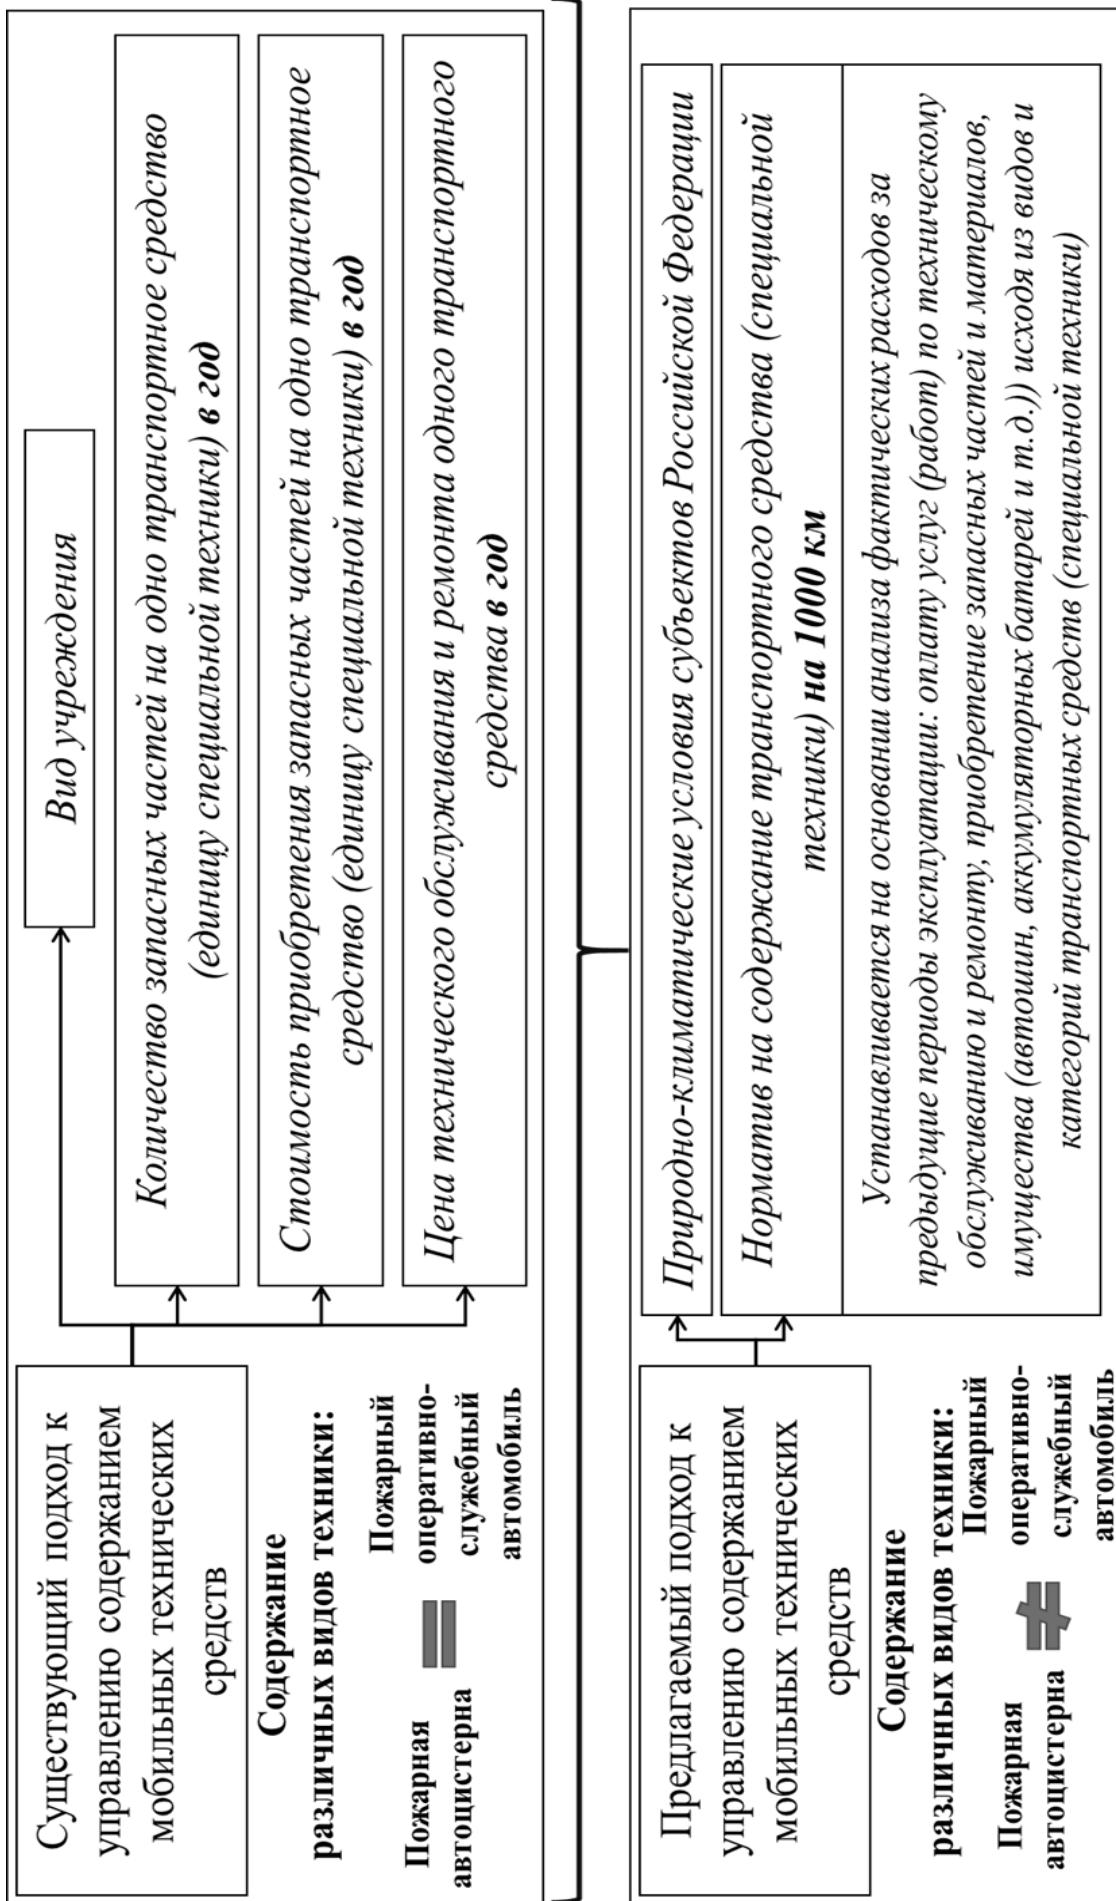 Существующий подход к
управлению содержанием
мобильных технических
средств
Вид учреждения
Количество запасных частей на одно транспортное средство
(единицу специальной техники) в год
Стоимость приобретения запасных частей на одно транспортное
средство (единицу специальной техники) в год
Цена технического обслуживания и ремонта одного транспортного
средства в год
Содержание
различных видов техники:
Пожарная
автоцистерна
=
Пожарный
оперативно-
служебный
автомобиль
Предлагаемый подход к
управлению содержанием
мобильных технических
средств
Природно-климатические условия субъектов Российской Федерации
Норматив на содержание транспортного средства (специальной
техники) на 1000 км
Устанавливается на основании анализа фактических расходов за
предыдущие периоды эксплуатации: оплату услуг (работ) по техническому
обслуживанию и ремонту, приобретение запасных частей и материалов,
имущества (автошин, аккумуляторных батарей и т.д.)) исходя из видов и
категорий транспортных средств (специальной техники)
Содержание
различных видов техники:
Пожарная
автоцистерна
≠
Пожарный
оперативно-
служебный
автомобиль